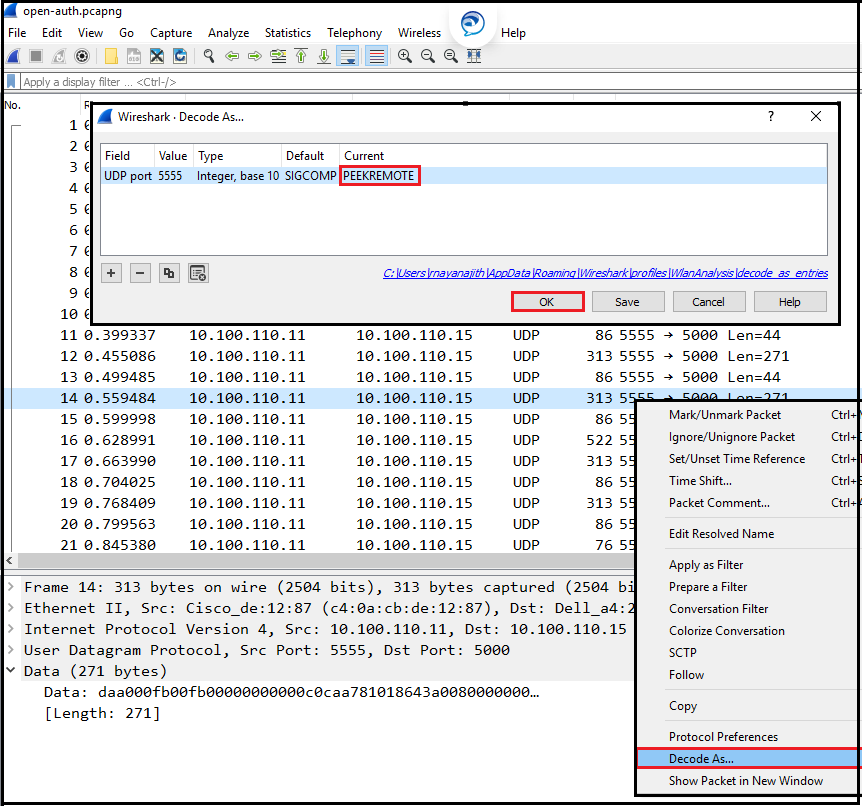 open-auth.pcapng
File Edit View Go Capture Analyze Statistics Telephony Wireless Help
Apply a display filter ... <Ctrl-/>
No.
Wireshark · Decode As...
?
Field Value Type Default Current
UDP port 5555 Integer, base 10 SIGCOMP PEEKREMOTE
C:\Users\rnayanajith\AppData\Roaming\Wireshark\profiles\WlanAnalysis\decode_as_entries
OK Save Cancel Help
1 0
2 0
3 0
4 0
5 0
6 0
7 0
8 0
9 0
10 0
11 0.399337 10.100.110.11 10.100.110.15 UDP 86 5555 → 5000 Len=44
12 0.455086 10.100.110.11 10.100.110.15 UDP 313 5555 → 5000 Len=271
13 0.499485 10.100.110.11 10.100.110.15 UDP 86 5555 → 5000 Len=44
14 0.559484 10.100.110.11 10.100.110.15 UDP 313 5555 → 5000 Len=271
15 0.599998 10.100.110.11 10.100.110.15 UDP 86 55
16 0.628991 10.100.110.11 10.100.110.15 UDP 522 55
17 0.663990 10.100.110.11 10.100.110.15 UDP 313 55
18 0.704025 10.100.110.11 10.100.110.15 UDP 86 55
19 0.768409 10.100.110.11 10.100.110.15 UDP 313 55
20 0.799563 10.100.110.11 10.100.110.15 UDP 86 55
21 0.845380 10.100.110.11 10.100.110.15 UDP 76 55
Mark/Unmark Packet Ctrl+
Ignore/Unignore Packet Ctrl+
Set/Unset Time Reference Ctrl+
Time Shift... Ctrl+
Packet Comment... Ctrl+
Edit Resolved Name
Apply as Filter
Prepare a Filter
Conversation Filter
Colorize Conversation
SCTP
Follow
Copy
Protocol Preferences
Decode As...
Show Packet in New Window
Frame 14: 313 bytes on wire (2504 bits), 313 bytes captured (2504 bi
Ethernet II, Src: Cisco_de:12:87 (c4:0a:cb:de:12:87), Dst: Dell_a4:2
Internet Protocol Version 4, Src: 10.100.110.11, Dst: 10.100.110.15
User Datagram Protocol, Src Port: 5555, Dst Port: 5000
Data (271 bytes)
Data: daa000fb00fb00000000000c0caa781018643a0080000000…
[Length: 271]